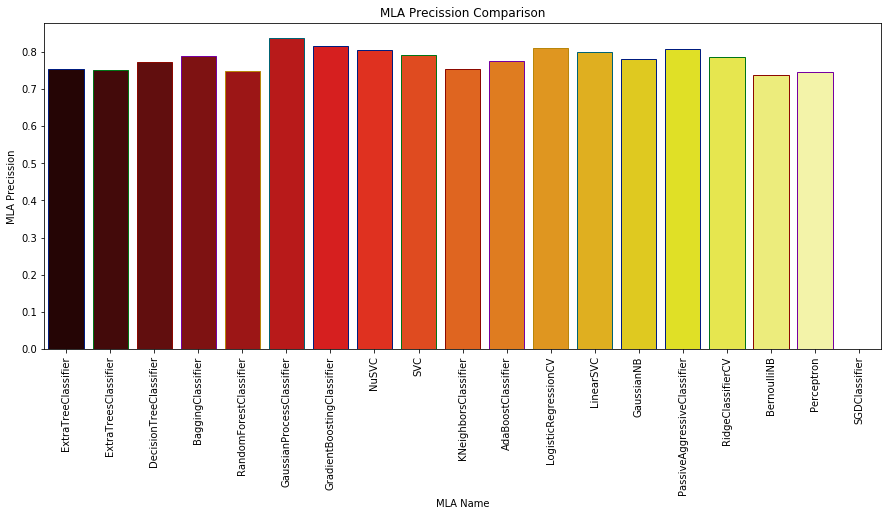 MLA Precission Comparison
MLA Precission
0.8
0.7
0.6
0.5
0.4
0.3
0.2
0.1
0.0
ExtraTreeClassifier
ExtraTreesClassifier
DecisionTreeClassifier
BaggingClassifier
RandomForestClassifier
GaussianProcessClassifier
GradientBoostingClassifier
NuSVC
SVC
KNeighborsClassifier
AdaBoostClassifier
LogisticRegressionCV
LinearSVC
GaussianNB
PassiveAggressiveClassifier
RidgeClassifierCV
BernoulliNB
Perceptron
SGDClassifier
MLA Name